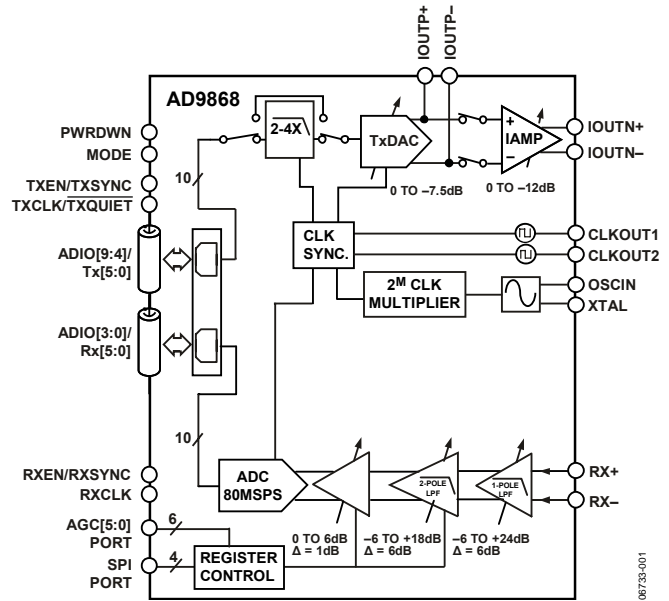 IOUTP+
IOUTP–
AD9868
PWRDWN
MODE
TXEN/TXSYNC
TXCLK/TXQUIET
ADIO[9:4]/
Tx[5:0]
ADIO[3:0]/
Rx[5:0]
RXEN/RXSYNC
RXCLK
AGC[5:0]
PORT
SPI
PORT
10
10
6
4
2-4X
TxDAC
0 TO –7.5dB
+
IAMP
–
0 TO –12dB
IOUTN+
IOUTN–
CLK
SYNC.
2M CLK
MULTIPLIER
CLKOUT1
CLKOUT2
OSCIN
XTAL
ADC
80MSPS
2-POLE
LPF
1-POLE
LPF
RX+
RX–
0 TO 6dB
Δ = 1dB
–6 TO +18dB
Δ = 6dB
–6 TO +24dB
Δ = 6dB
REGISTER
CONTROL
06733-001